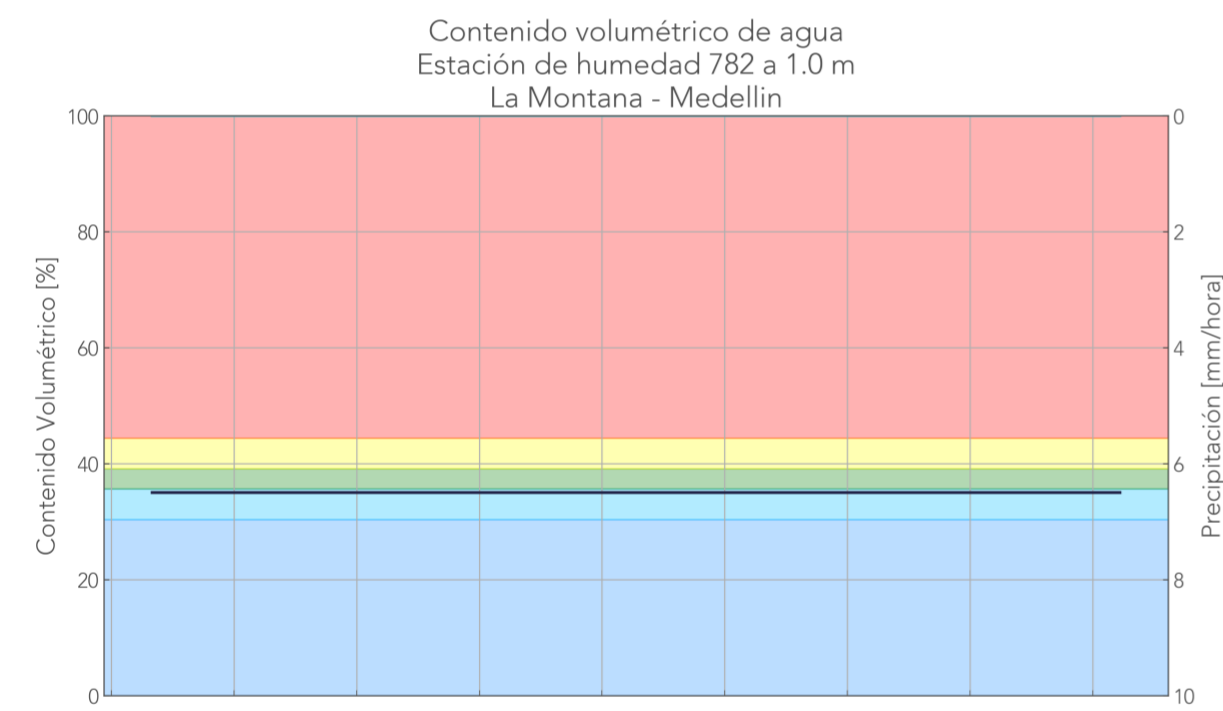 Contenido volumétrico de agua
Estación de humedad 782 a 1.0 m
La Montana - Medellin
100
80
60
40
20
0
Contenido Volumétrico [%]
0
2
4
6
8
10
Precipitación [mm/hora]